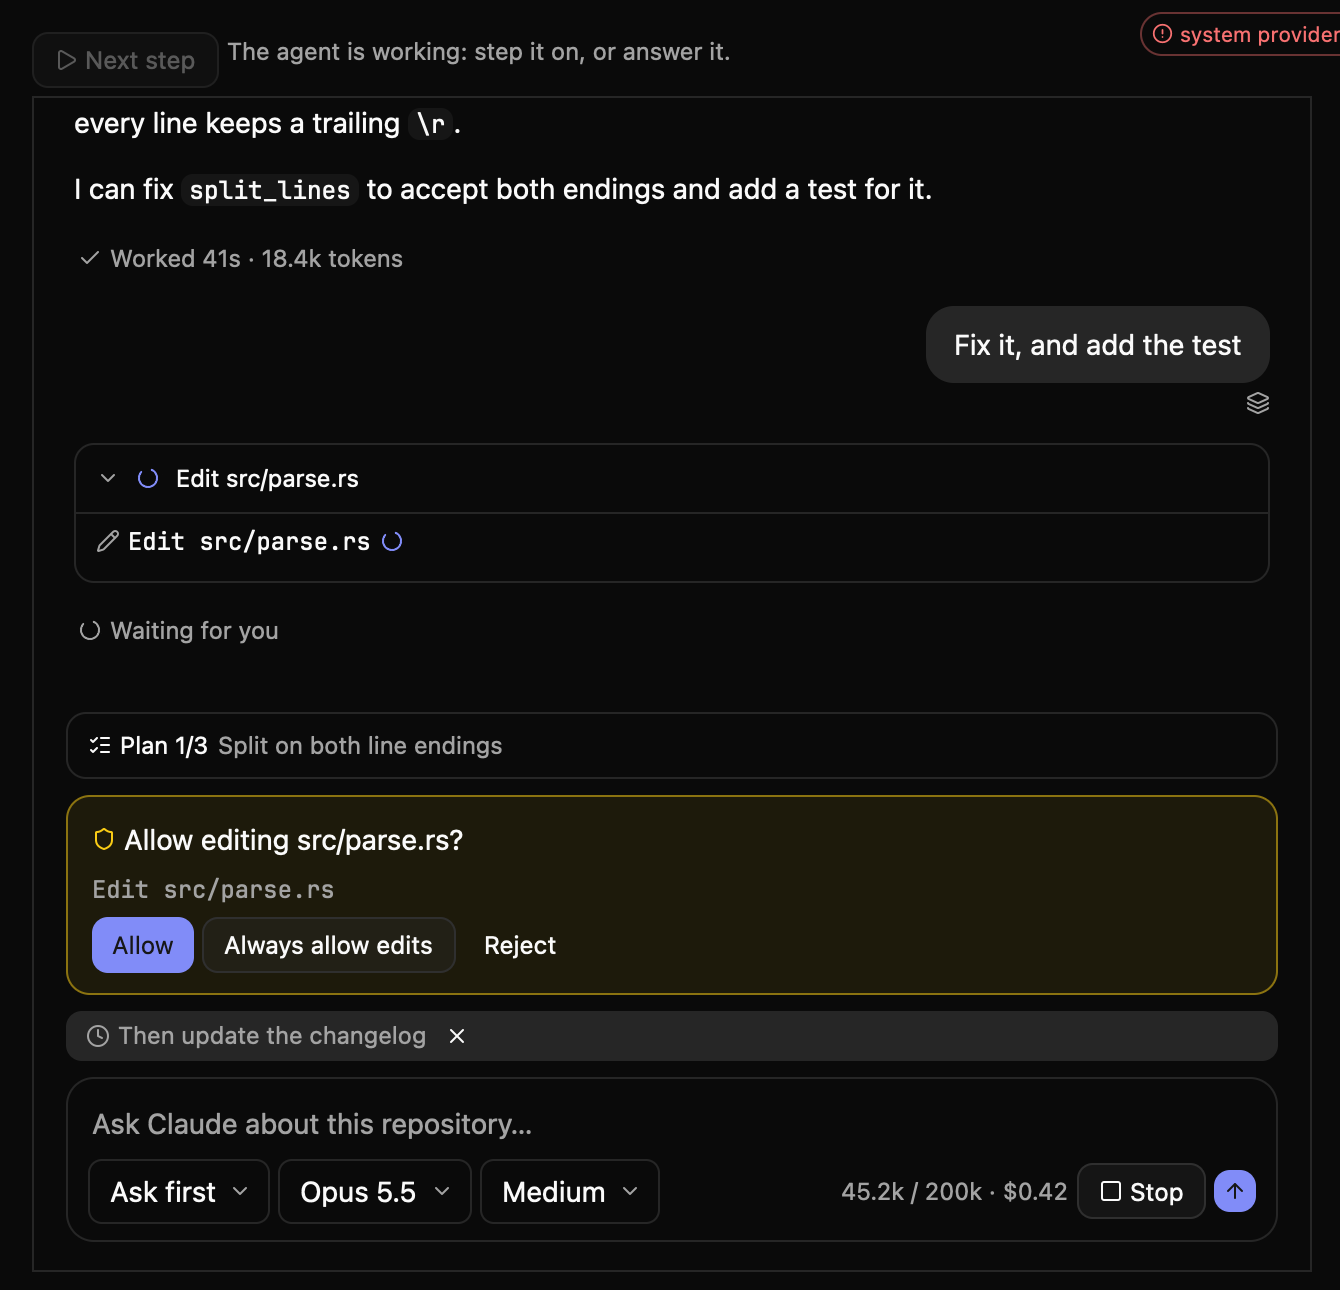 Next step
The agent is working: step it on, or answer it.
system provider
every line keeps a trailing \r.
I can fix split_lines to accept both endings and add a test for it.
Worked 41s · 18.4k tokens
Fix it, and add the test
Edit src/parse.rs
Edit src/parse.rs
Waiting for you
Plan 1/3 Split on both line endings
Allow editing src/parse.rs?
Edit src/parse.rs
Allow
Always allow edits
Reject
Then update the changelog
Ask Claude about this repository...
Ask first
Opus 5.5
Medium
45.2k / 200k · $0.42
Stop